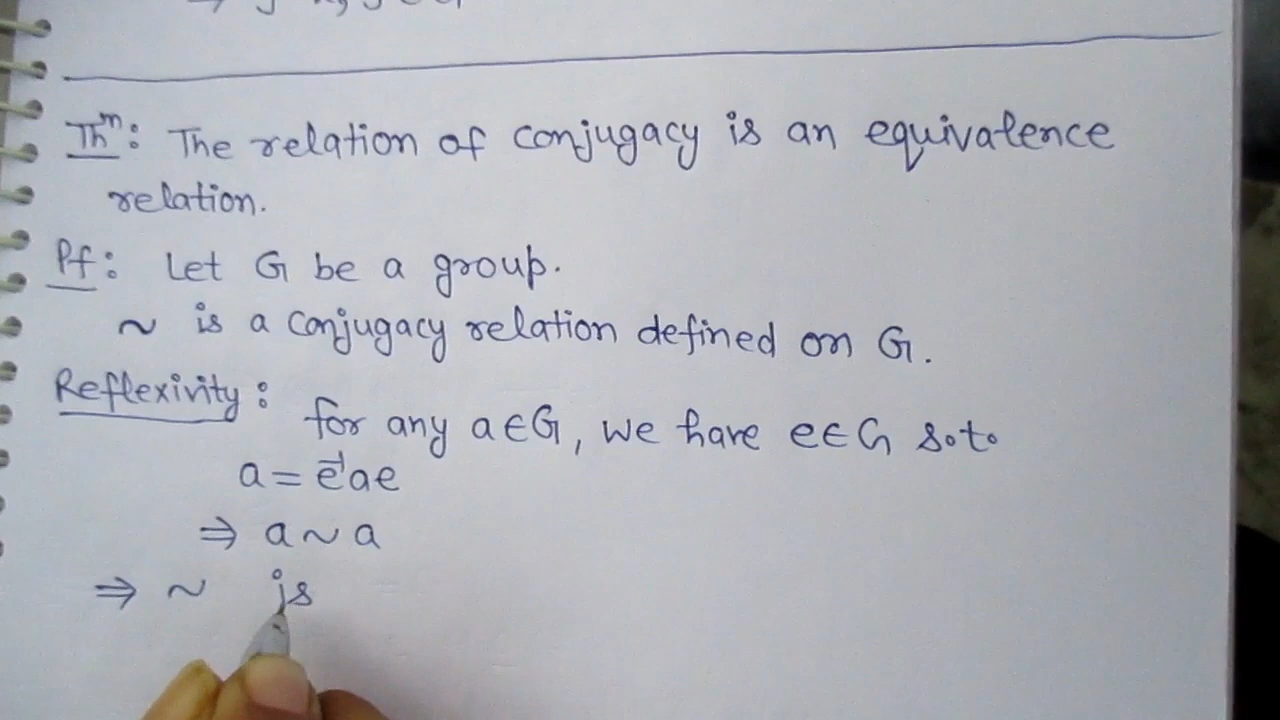 Thm: The relation of conjugacy is an equivalence
relation.
Pf: Let G be a group.
~ is a conjugacy relation defined on G.
Reflexivity:
for any a∈G, we have e∈G s.t.
a = e⁻¹ae
⇒ a ~ a
⇒ ~ is